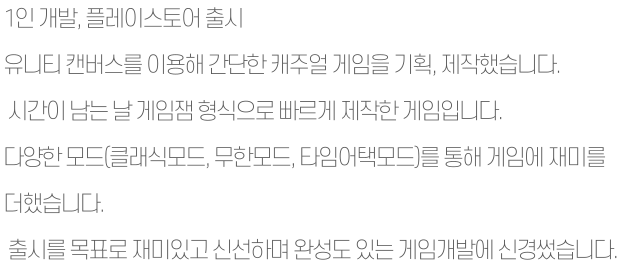 1인 개발, 플레이스토어 출시
유니티 캔버스를 이용해 간단한 캐주얼 게임을 기획, 제작했습니다.
시간이 남는 날 게임잼 형식으로 빠르게 제작한 게임입니다.
다양한 모드(클래식모드, 무한모드, 타임어택모드)를 통해 게임에 재미를
더했습니다.
출시를 목표로 재미있고 신선하며 완성도 있는 게임개발에 신경썼습니다.